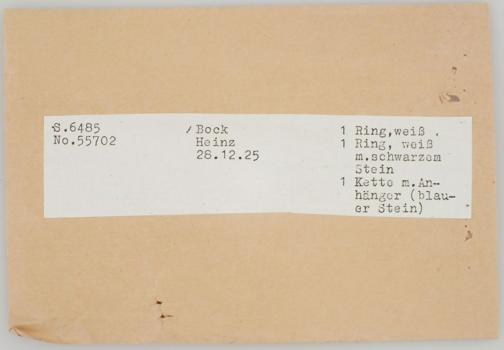 S.6485
No.55702
Bock
Heinz
28.12.25
1 Ring,weiß .
1 Ring, weiß
m.schwarzem
Stein
1 Kette m.An-
hänger (blau-
er Stein)